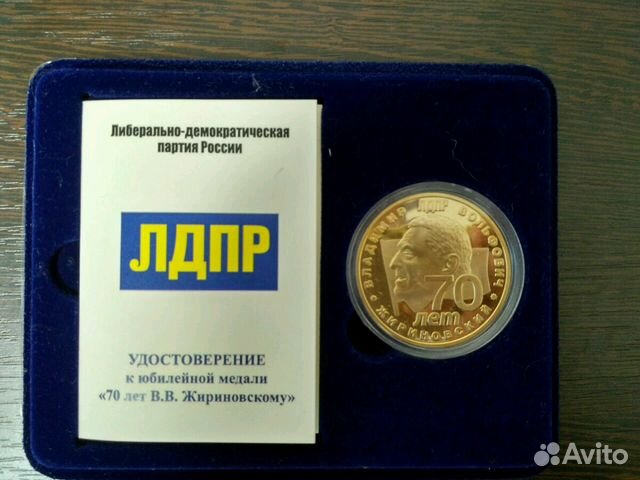 Либерально-демократическая
партия России
ЛДПР
УДОСТОВЕРЕНИЕ
к юбилейной медали
«70 лет В.В. Жириновскому»
ВЛАДИМИР ЛДПР ВОЛЬФОВИЧ
70
лет
ЖИРИНОВСКИЙ
Avito